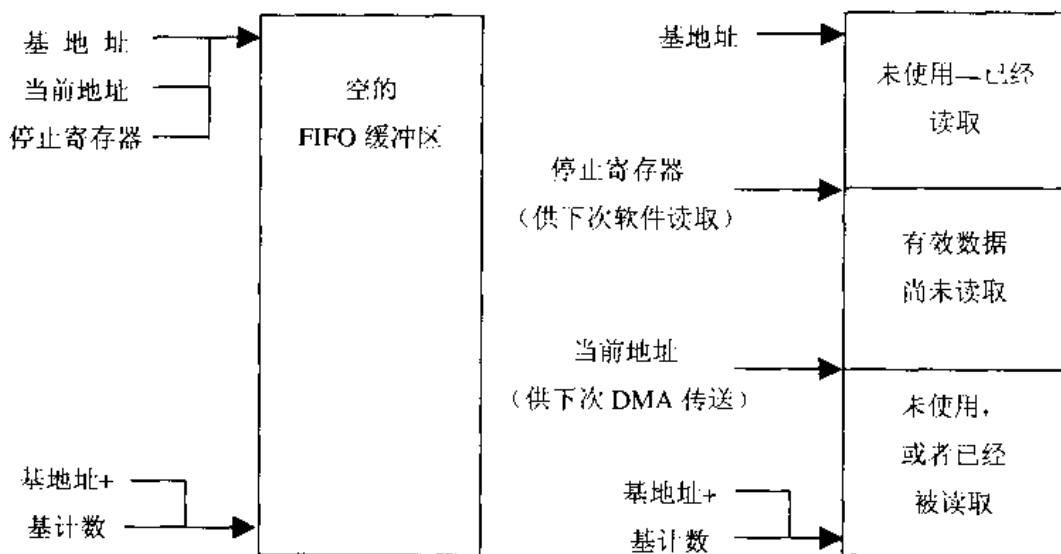 基地址
当前地址
停止寄存器
空的
FIFO 缓冲区
基地址+
基计数
基地址
未使用—已经
读取
停止寄存器
（供下次软件读取）
有效数据
尚未读取
当前地址
（供下次 DMA 传送）
未使用，
或者已经
被读取
基地址+
基计数